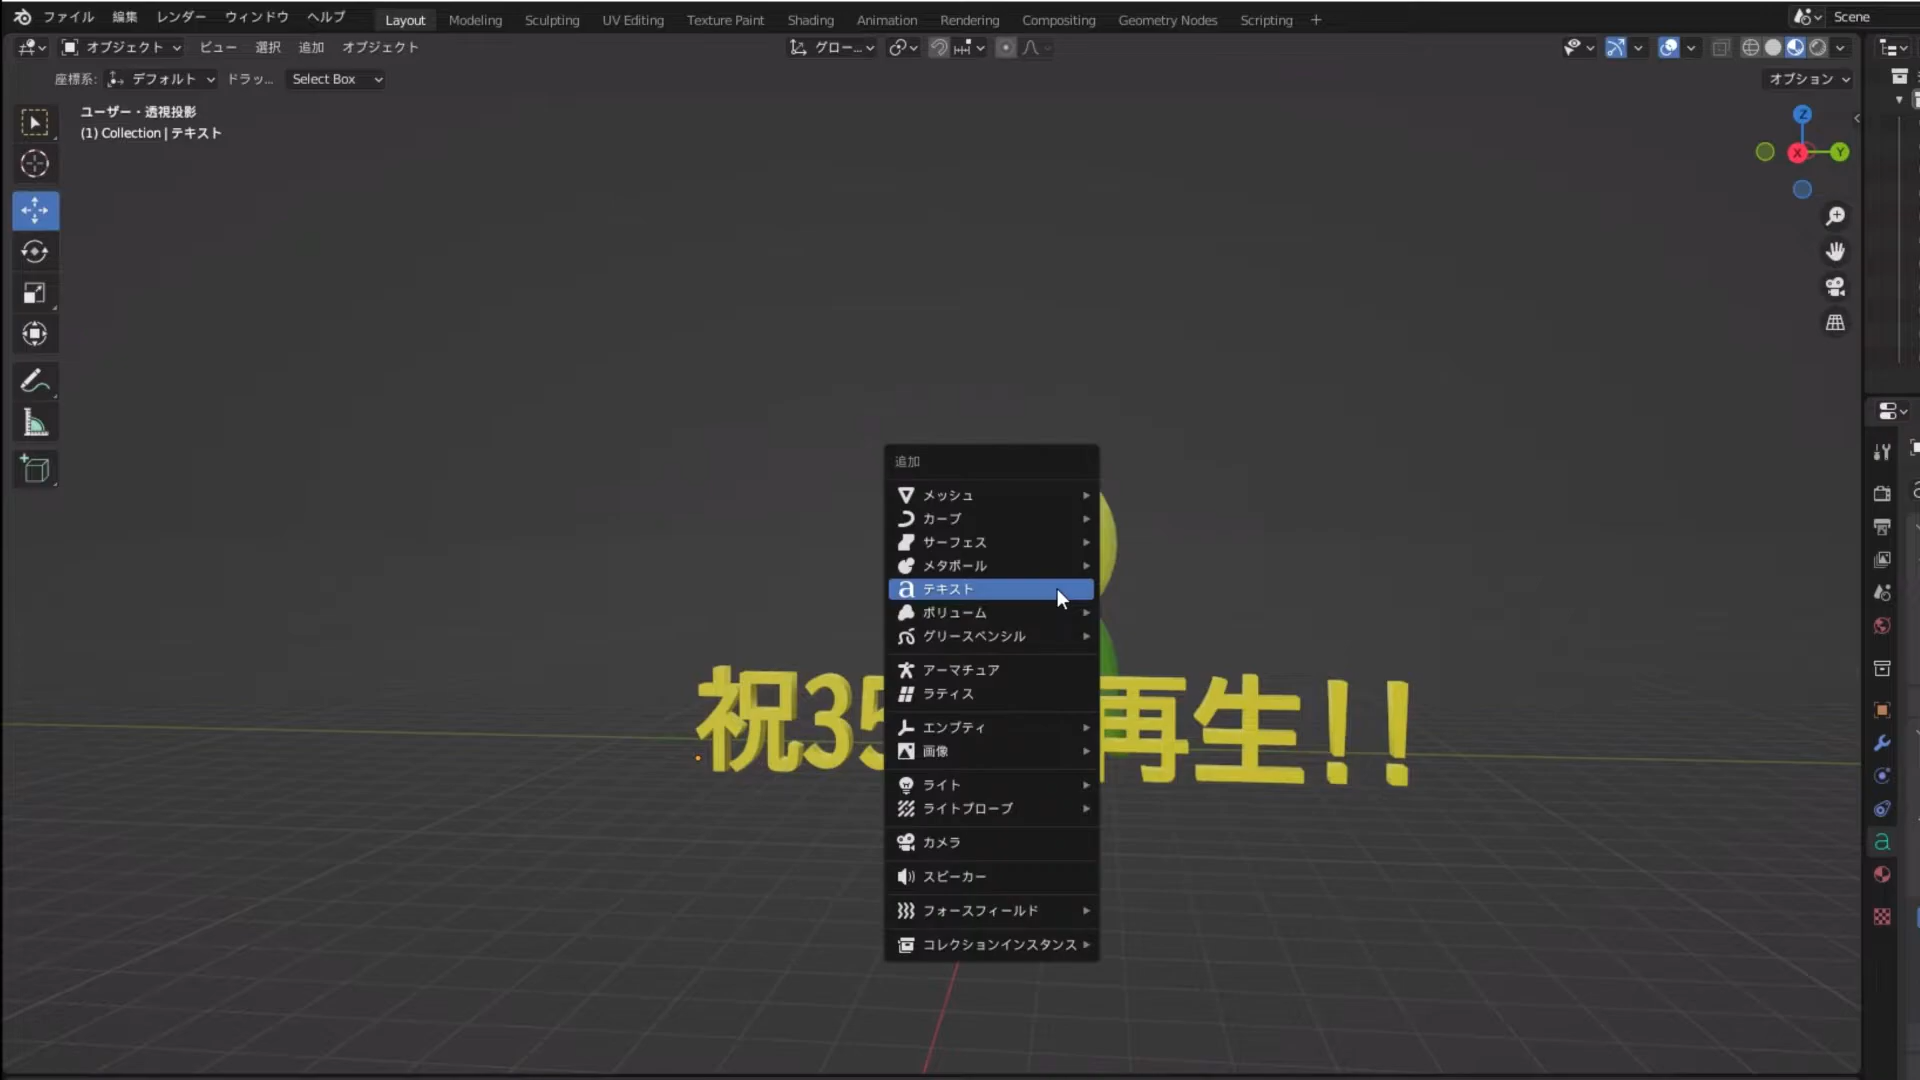 ファイル 編集 レンダー ウィンドウ ヘルプ Layout Modeling Sculpting UV Editing Texture Paint Shading Animation Rendering Compositing Geometry Nodes Scripting + Scene
オブジェクト ビュー 選択 追加 オブジェクト グロー...
座標系: デフォルト ドラッ... Select Box オプション
ユーザー・透視投影
(1) Collection | テキスト
Z
X
Y
追加
メッシュ
カーブ
サーフェス
メタボール
テキスト
ボリューム
グリースペンシル
アーマチュア
ラティス
エンプティ
画像
ライト
ライトプローブ
カメラ
スピーカー
フォースフィールド
コレクションインスタンス
祝35 再生!!